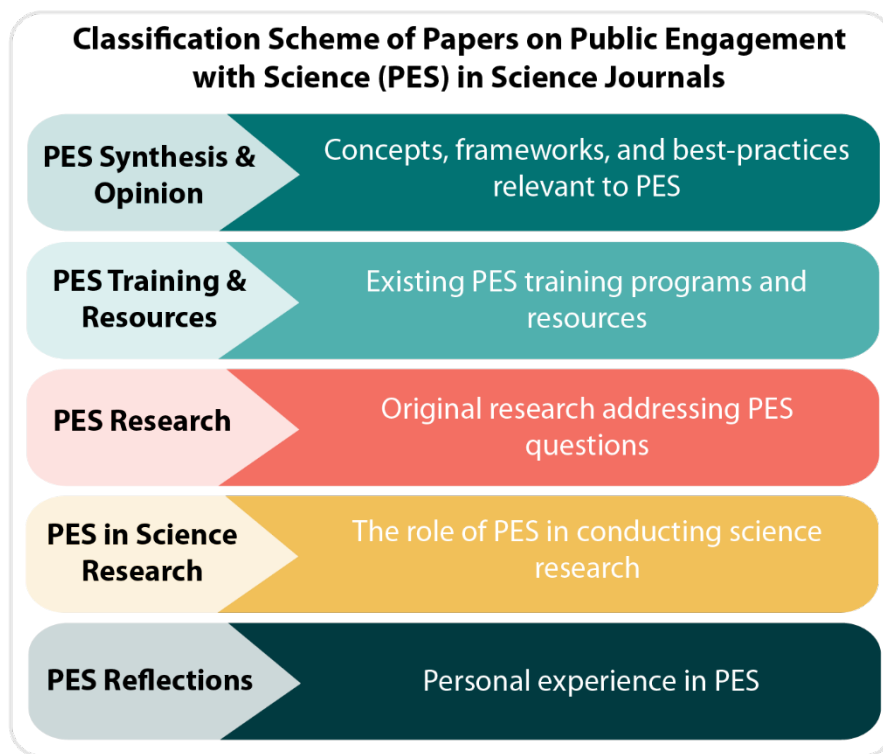 Classification Scheme of Papers on Public Engagement
with Science (PES) in Science Journals
PES Synthesis &
Opinion
Concepts, frameworks, and best-practices
relevant to PES
PES Training &
Resources
Existing PES training programs and
resources
PES Research
Original research addressing PES
questions
PES in Science
Research
The role of PES in conducting science
research
PES Reflections
Personal experience in PES